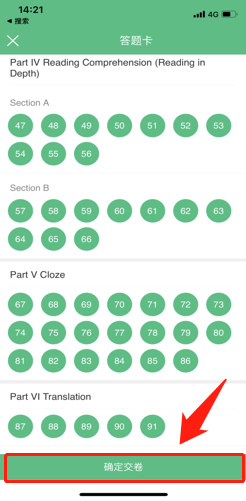 14:21
4G
搜索
答题卡
Part IV Reading Comprehension (Reading in
Depth)
Section A
47 48 49 50 51 52 53
54 55 56
Section B
57 58 59 60 61 62 63
64 65 66
Part V Cloze
67 68 69 70 71 72 73
74 75 76 77 78 79 80
81 82 83 84 85 86
Part VI Translation
87 88 89 90 91
确定交卷